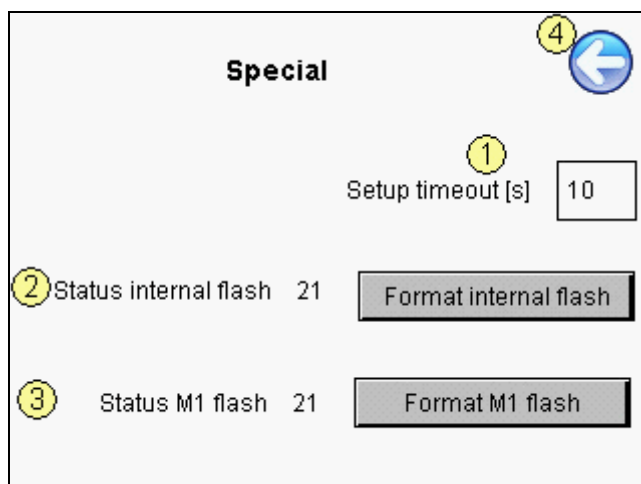 4
Special
1
Setup timeout [s] 10
2 Status internal flash 21 Format internal flash
3 Status M1 flash 21 Format M1 flash